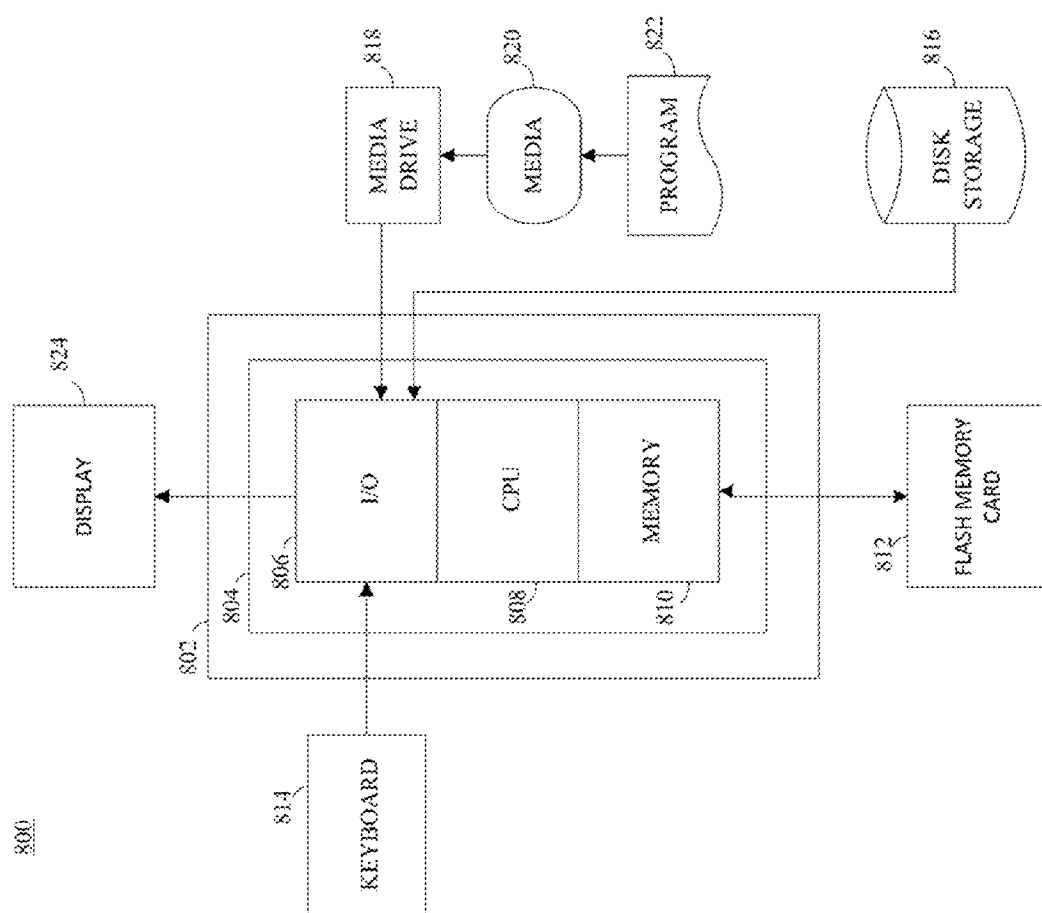 800
DISPLAY
824
802
804
806
I/O
808
CPU
810
MEMORY
814
KEYBOARD
812
FLASH MEMORY
CARD
MEDIA
DRIVE
818
MEDIA
820
PROGRAM
822
DISK
STORAGE
816